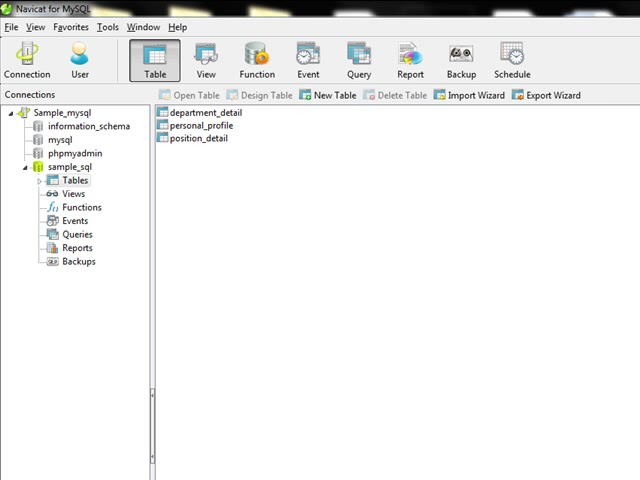 Navicat for MySQL
File View Favorites Tools Window Help
Connection User Table View Function Event Query Report Backup Schedule
Connections Open Table Design Table New Table Delete Table Import Wizard Export Wizard
Sample_mysql
information_schema
mysql
phpmyadmin
sample_sql
Tables
Views
Functions
Events
Queries
Reports
Backups
department_detail
personal_profile
position_detail